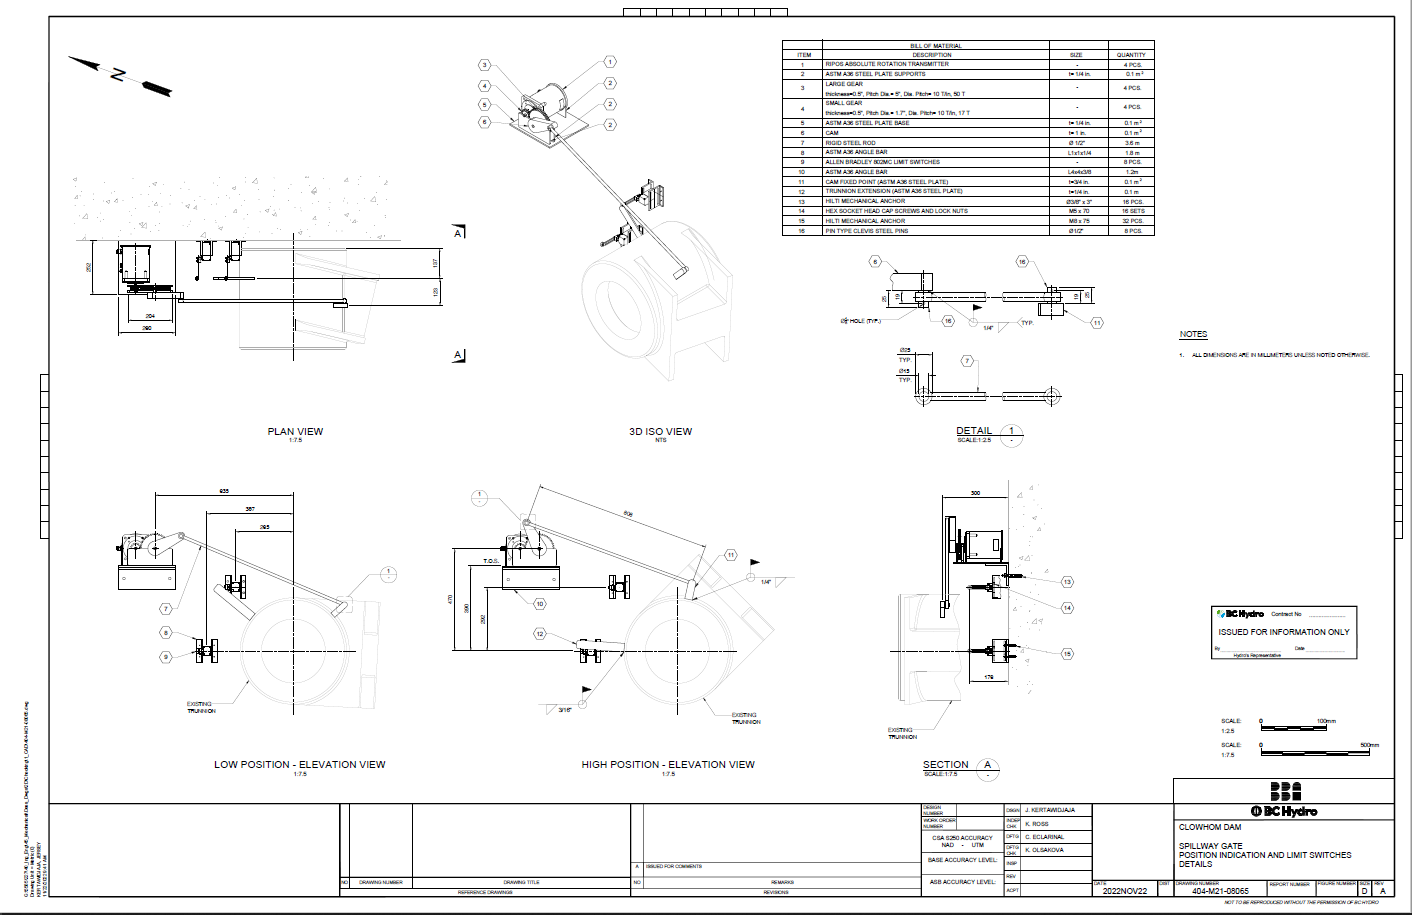 N
BILL OF MATERIAL
ITEM DESCRIPTION SIZE QUANTITY
1 RIPOS ABSOLUTE ROTATION TRANSMITTER - 4 PCS.
2 ASTM A36 STEEL PLATE SUPPORTS t= 1/4 in. 0.1 m²
3 LARGE GEAR - 4 PCS.
thickness=0.5", Pitch Dia.= 5", Dia. Pitch= 10 T/in, 50 T
4 SMALL GEAR - 4 PCS.
thickness=0.5", Pitch Dia.= 1.7", Dia. Pitch= 10 T/in, 17 T
5 ASTM A36 STEEL PLATE BASE t= 1/4 in. 0.1 m²
6 CAM t= 1 in. 0.1 m²
7 RIGID STEEL ROD Ø 1/2" 3.6 m
8 ASTM A36 ANGLE BAR L1x1x1/4 1.8 m
9 ALLEN BRADLEY 802MC LIMIT SWITCHES - 8 PCS.
10 ASTM A36 ANGLE BAR L4x4x3/8 1.2m
11 CAM FIXED POINT (ASTM A36 STEEL PLATE) t=3/4 in. 0.1 m²
12 TRUNNION EXTENSION (ASTM A36 STEEL PLATE) t=1/4 in. 0.1 m
13 HILTI MECHANICAL ANCHOR Ø3/8" x 3" 16 PCS.
14 HEX SOCKET HEAD CAP SCREWS AND LOCK NUTS M5 x 70 16 SETS
15 HILTI MECHANICAL ANCHOR M8 x 75 32 PCS.
16 PIN TYPE CLEVIS STEEL PINS Ø1/2" 8 PCS.
3
4
5
6
1
2
2
2
A
A
252
204
280
137
123
PLAN VIEW
1:7.5
3D ISO VIEW
NTS
6
16
25
19
19
25
HOLE (TYP.)
16
1/4"
TYP.
11
Ø25
TYP.
Ø15
TYP.
7
DETAIL 1
SCALE:1:2.5 -
NOTES
1. ALL DIMENSIONS ARE IN MILLIMETERS UNLESS NOTED OTHERWISE.
635
397
265
1
-
7
8
9
EXISTING
TRUNNION
LOW POSITION - ELEVATION VIEW
1:7.5
1
-
606
T.O.S.
470
390
292
10
11
12
1/4"
3/16"
EXISTING
TRUNNION
HIGH POSITION - ELEVATION VIEW
1:7.5
300
13
14
15
178
EXISTING
TRUNNION
SECTION A
SCALE:1:7.5 -
BC Hydro Contract No
ISSUED FOR INFORMATION ONLY
By Date
Hydro's Representative
SCALE: 0 100mm
1:2.5
SCALE: 0 500mm
1:7.5
BC Hydro
CLOWHOM DAM
SPILLWAY GATE
POSITION INDICATION AND LIMIT SWITCHES
DETAILS
DESIGN NUMBER
WORK ORDER NUMBER
CSA S250 ACCURACY
NAD - UTM
BASE ACCURACY LEVEL:
ASB ACCURACY LEVEL:
DSGN J. KERTAWIDJAJA
INDEP CHK K. ROSS
DFTG C. ECLARINAL
DFTG CHK K. OLSAKOVA
INSP
REV
ACPT
A ISSUED FOR COMMENTS
NO DRAWING NUMBER DRAWING TITLE NO REMARKS
REFERENCE DRAWINGS REVISIONS
DATE DIST DRAWING NUMBER REPORT NUMBER FIGURE NUMBER SIZE REV
2022NOV22 404-M21-08065 D A
NOT TO BE REPRODUCED WITHOUT THE PERMISSION OF BC HYDRO